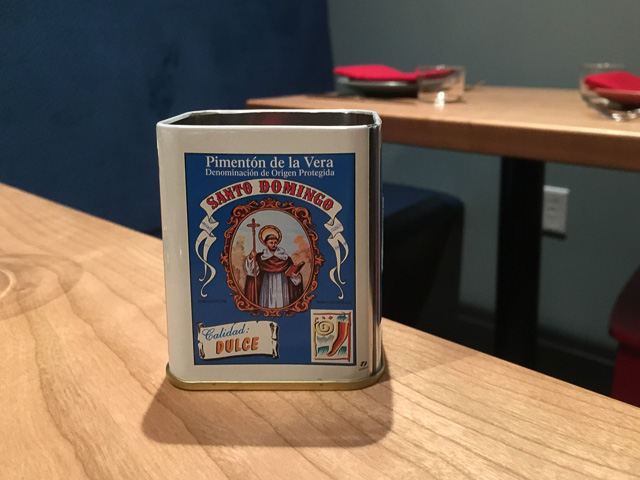 Pimentón de la Vera
Denominación de Origen Protegida
SANTO DOMINGO
Calidad:
DULCE